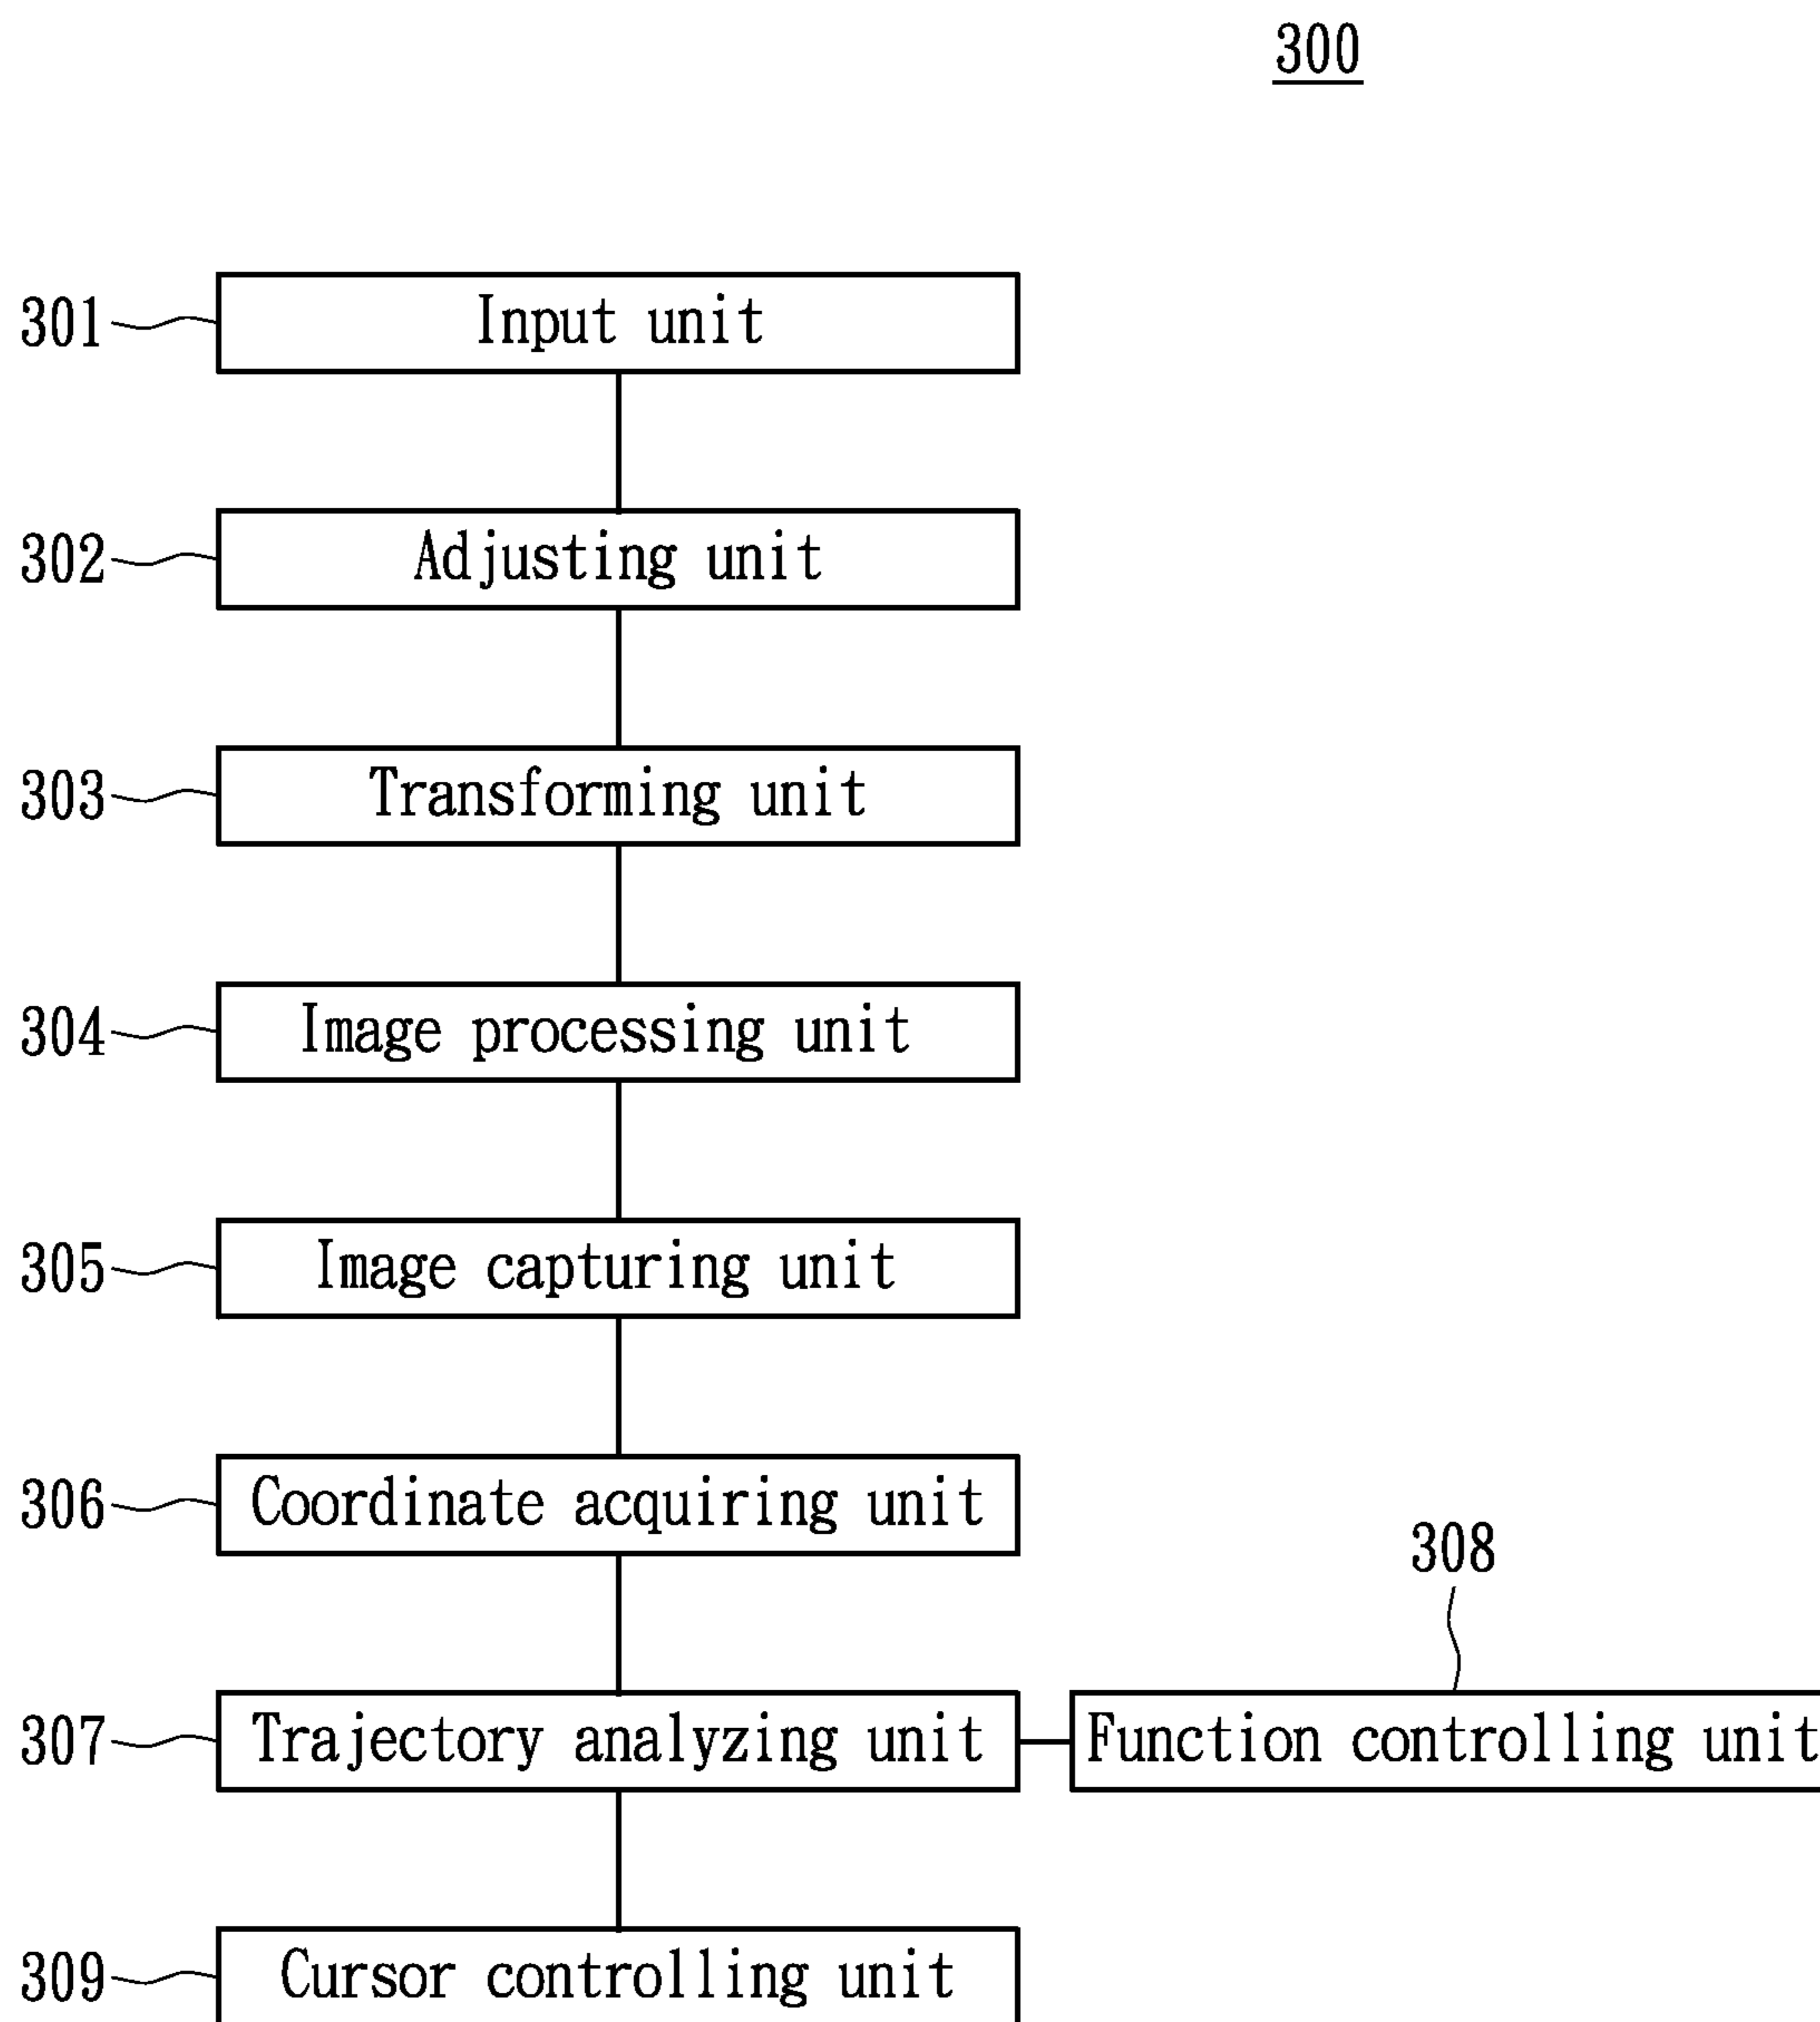 300
301
Input unit
302
Adjusting unit
303
Transforming unit
304
Image processing unit
305
Image capturing unit
306
Coordinate acquiring unit
308
307
Trajectory analyzing unit
Function controlling unit
309
Cursor controlling unit